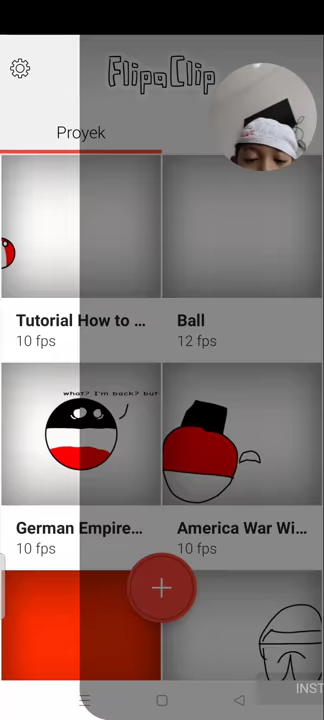 FlipaClip
Proyek
Tutorial How to ...
Ball
10 fps
12 fps
what? I'm back? but
German Empire...
America War Wi...
10 fps
10 fps
INST